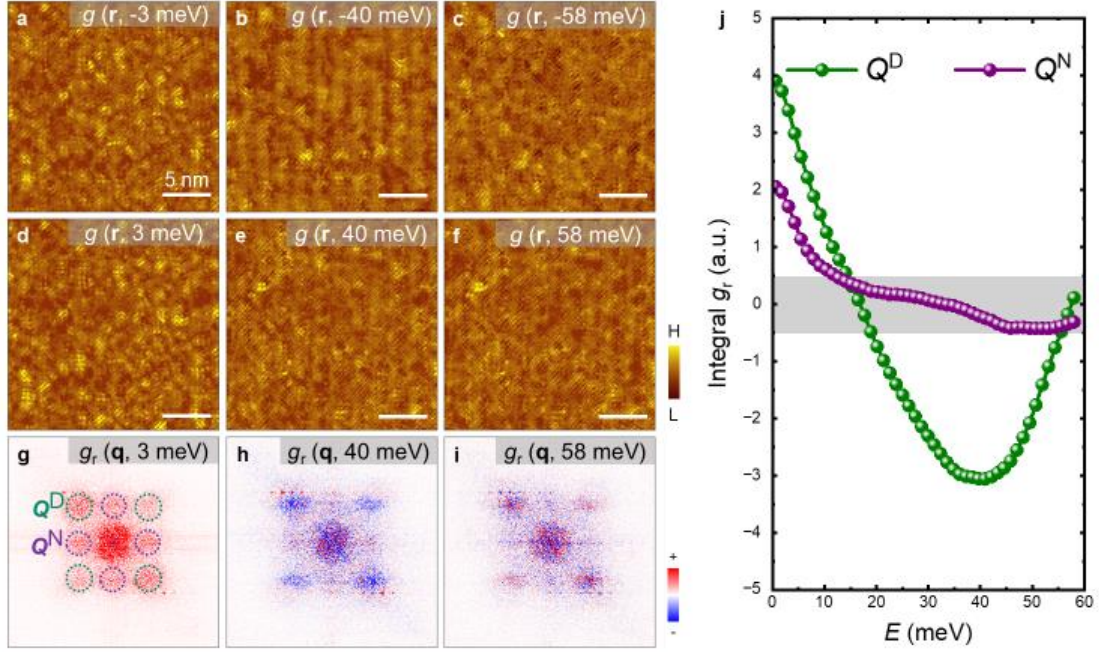 a g (r, -3 meV)
5 nm
b g (r, -40 meV)
c g (r, -58 meV)
d g (r, 3 meV)
e g (r, 40 meV)
f g (r, 58 meV)
H
L
g gᵣ (q, 3 meV)
Qᴰ
Qᴺ
h gᵣ (q, 40 meV)
i gᵣ (q, 58 meV)
+
-
j
Qᴰ
Qᴺ
5
4
3
2
1
0
−1
−2
−3
−4
−5
Integral gᵣ (a.u.)
0 10 20 30 40 50 60
E (meV)